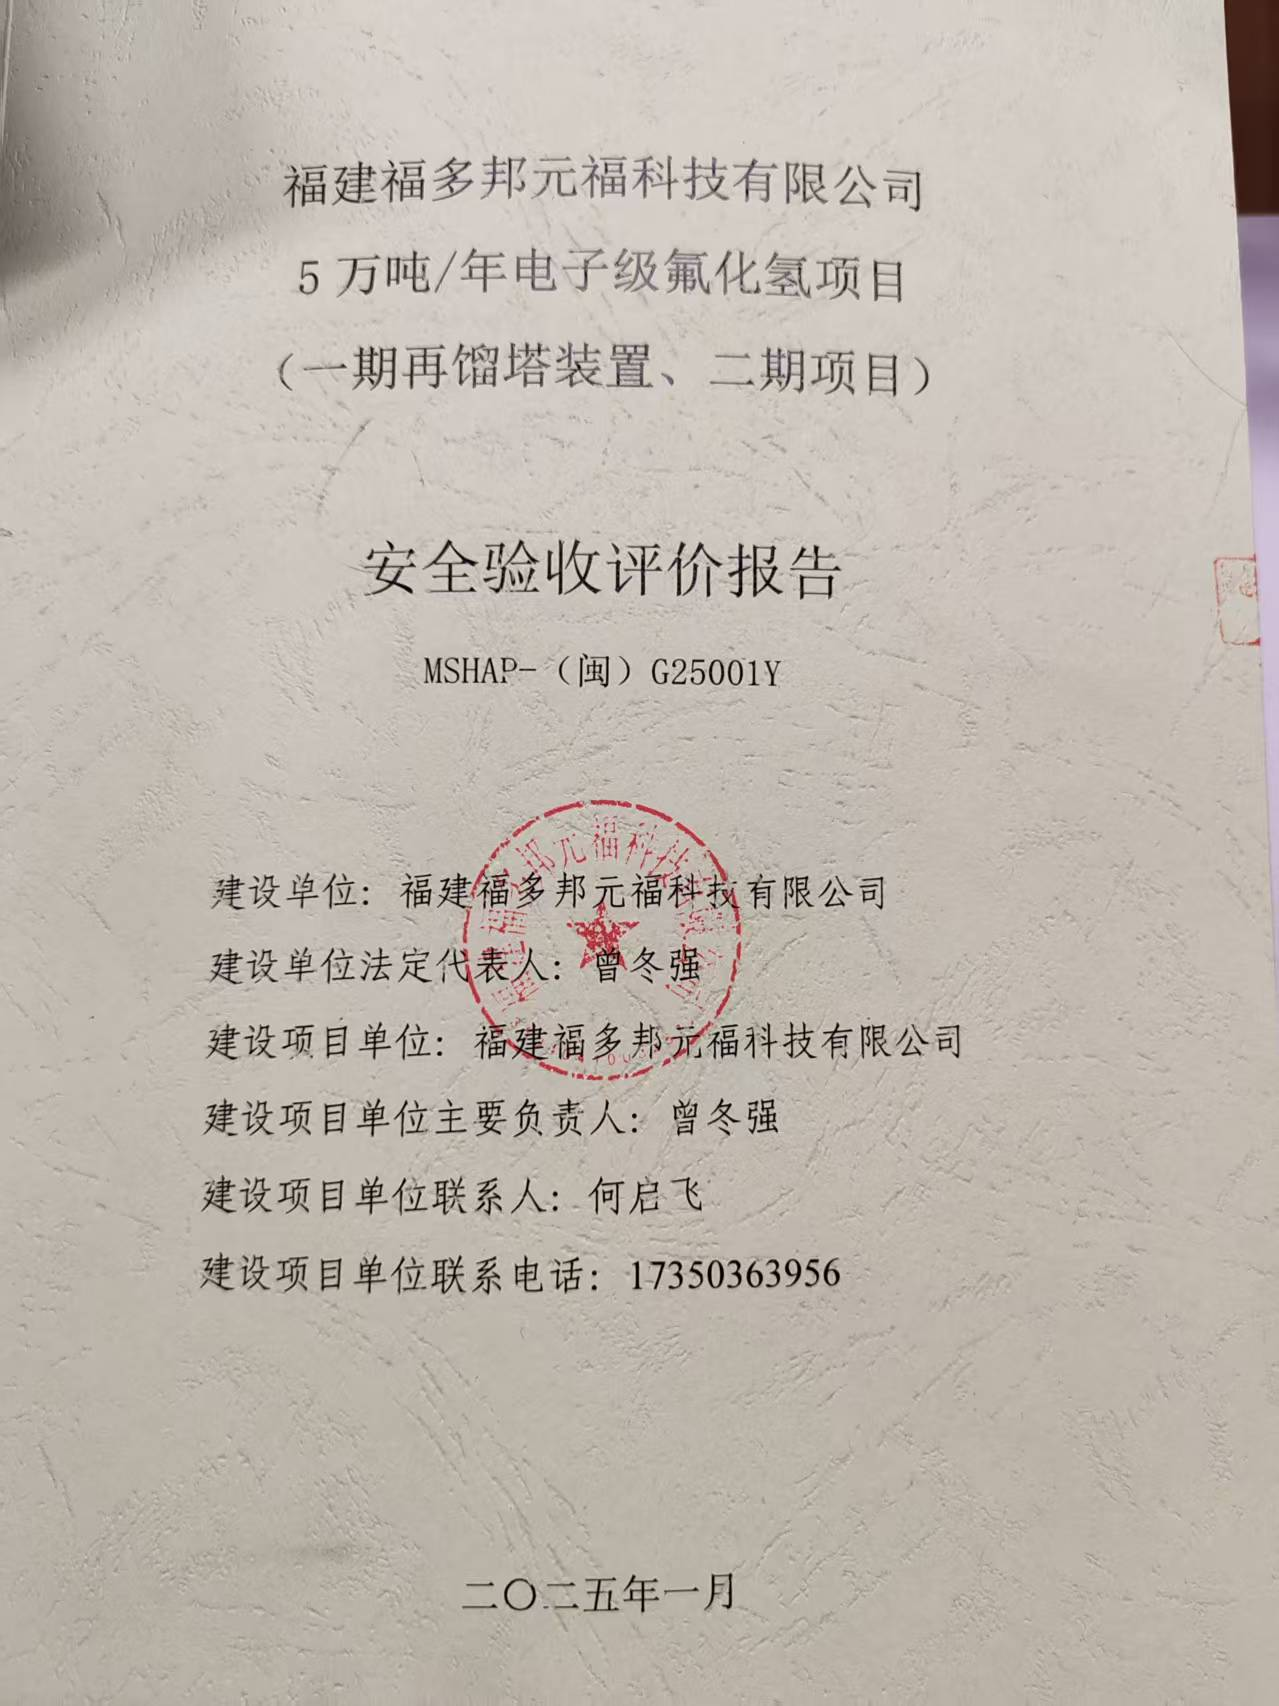 福建福多邦元福科技有限公司
5万吨/年电子级氟化氢项目
（一期再馏塔装置、二期项目）
安全验收评价报告
MSHAP-（闽）G25001Y
建设单位：福建福多邦元福科技有限公司
建设单位法定代表人：曾冬强
建设项目单位：福建福多邦元福科技有限公司
建设项目单位主要负责人：曾冬强
建设项目单位联系人：何启飞
建设项目单位联系电话：17350363956
二〇二五年一月